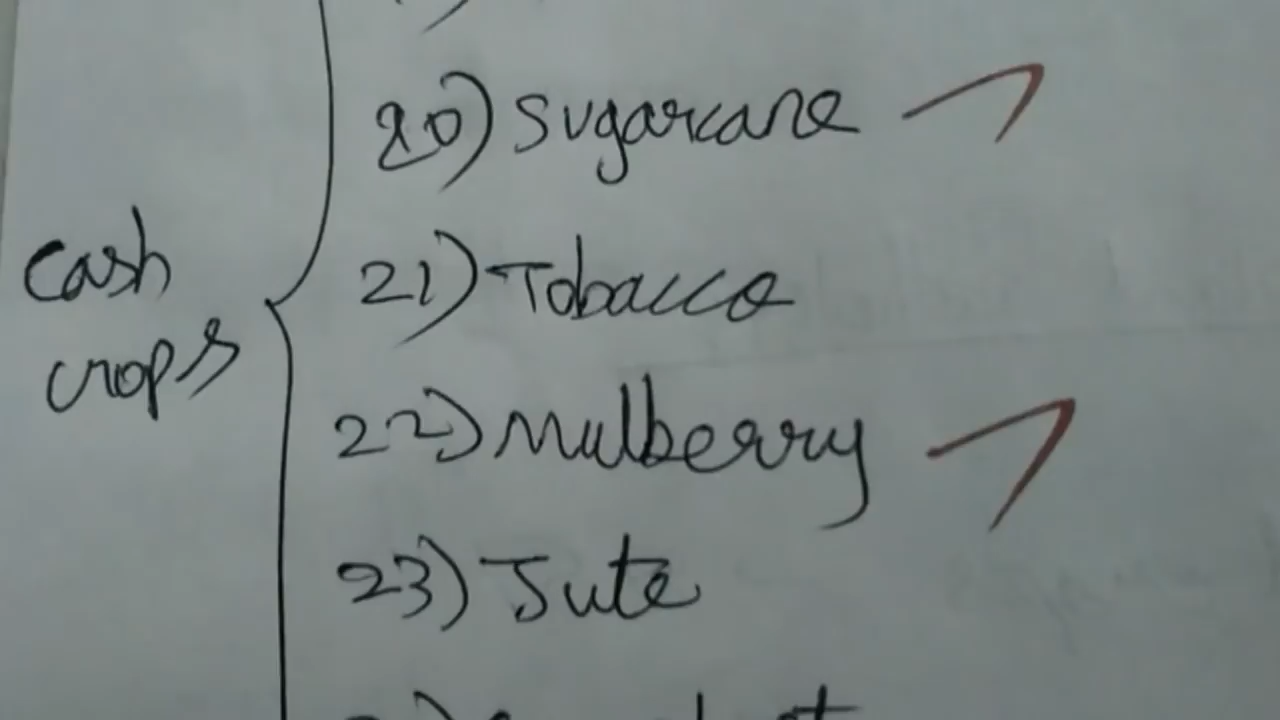 20) Sugarcane
21) Tobacco
cash
crops
22) Mulberry
23) Jute